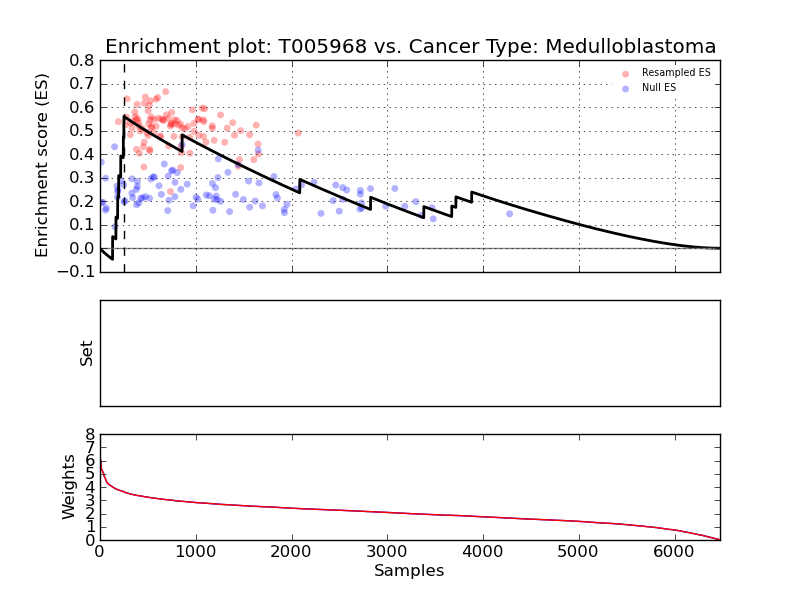 Enrichment plot: T005968 vs. Cancer Type: Medulloblastoma
Enrichment score (ES)
0.8
0.7
0.6
0.5
0.4
0.3
0.2
0.1
0.0
−0.1
Resampled ES
Null ES
Set
Weights
8
7
6
5
4
3
2
1
0
0 1000 2000 3000 4000 5000 6000
Samples